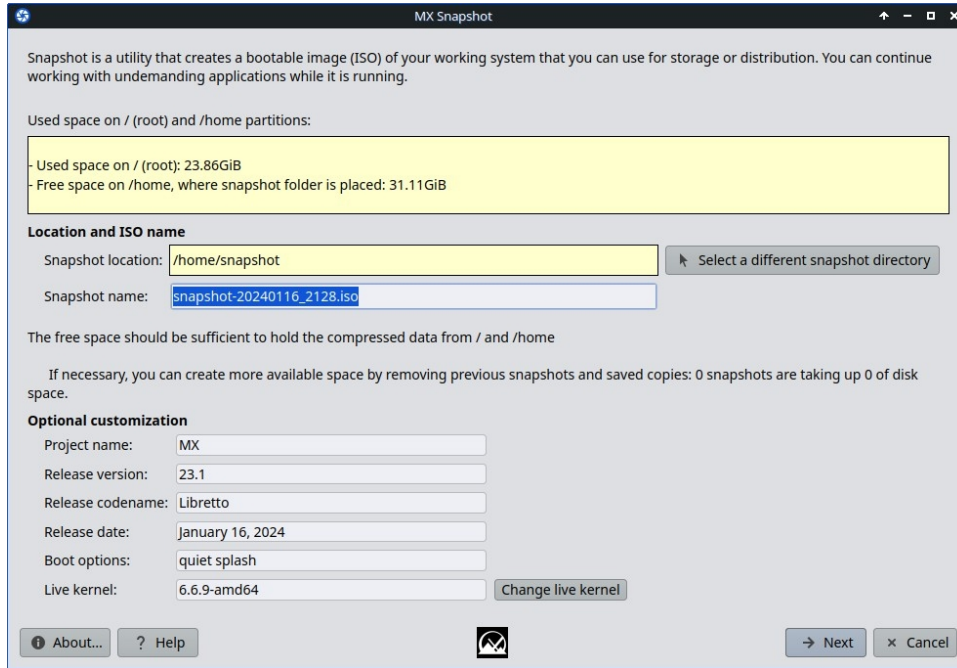 MX Snapshot
Snapshot is a utility that creates a bootable image (ISO) of your working system that you can use for storage or distribution. You can continue
working with undemanding applications while it is running.
Used space on / (root) and /home partitions:
- Used space on / (root): 23.86GiB
- Free space on /home, where snapshot folder is placed: 31.11GiB
Location and ISO name
Snapshot location: /home/snapshot Select a different snapshot directory
Snapshot name: snapshot-20240116_2128.iso
The free space should be sufficient to hold the compressed data from / and /home
If necessary, you can create more available space by removing previous snapshots and saved copies: 0 snapshots are taking up 0 of disk
space.
Optional customization
Project name: MX
Release version: 23.1
Release codename: Libretto
Release date: January 16, 2024
Boot options: quiet splash
Live kernel: 6.6.9-amd64 Change live kernel
About... ? Help Next Cancel